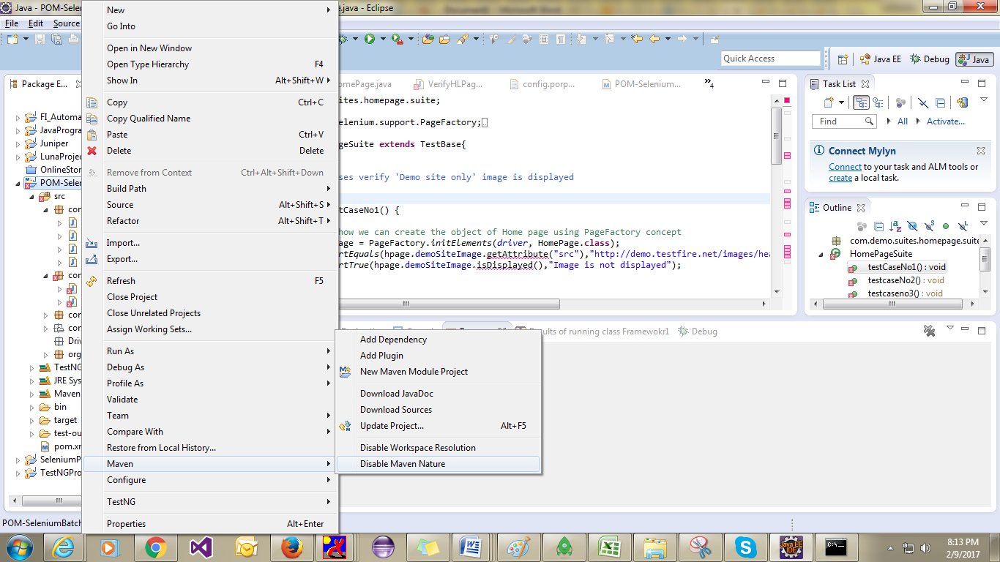 Java - POM-Selen
e.java - Eclipse
File Edit Source
Quick Access
Java EE
Debug
Java
Package E...
FI_Automa
JavaProgra
Juniper
LunaProjec
OnlineStor
POM-Selen
src
con
con
con
con
Driv
org
TestNG
JRE Sys
Maven
bin
target
test-ou
pom.xm
SeleniumP
TestNGPro
POM-SeleniumBatch
New
Go Into
Open in New Window
Open Type Hierarchy F4
Show In Alt+Shift+W
Copy Ctrl+C
Copy Qualified Name
Paste Ctrl+V
Delete Delete
Remove from Context Ctrl+Alt+Shift+Down
Build Path
Source Alt+Shift+S
Refactor Alt+Shift+T
Import...
Export...
Refresh F5
Close Project
Close Unrelated Projects
Assign Working Sets...
Run As
Debug As
Profile As
Validate
Team
Compare With
Restore from Local History...
Maven
Configure
TestNG
Properties Alt+Enter
Add Dependency
Add Plugin
New Maven Module Project
Download JavaDoc
Download Sources
Update Project... Alt+F5
Disable Workspace Resolution
Disable Maven Nature
omePage.java
VerifyHLPag...
config.porp...
POM-Selenium...
4
ites.homepage.suite;
elenium.support.PageFactory;
geSuite extends TestBase{
ses verify 'Demo site only' image is displayed
tCaseNo1() {
how we can create the object of Home page using PageFactory concept
age = PageFactory.initElements(driver, HomePage.class);
rtEquals(hpage.demoSiteImage.getAttribute("src"),"http://demo.testfire.net/images/hea
rtTrue(hpage.demoSiteImage.isDisplayed(),"Image is not displayed");
Results of running class Framewokr1
Debug
Task List
Find
All
Activate...
Connect Mylyn
Connect to your task and ALM tools or
create a local task.
Outline
com.demo.suites.homepage.suite
HomePageSuite
testCaseNo1() : void
testcaseNo2() : void
testcaseno3() : void
8:13 PM
2/9/2017